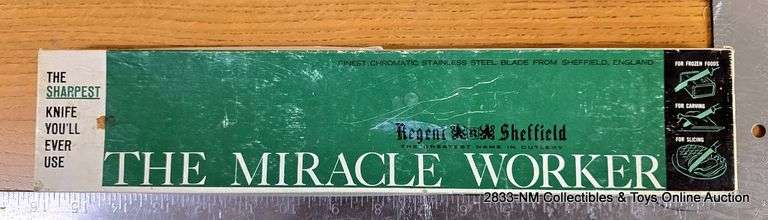 THE
SHARPEST
KNIFE
YOU'LL
EVER
USE
FINEST CHROMATIC STAINLESS STEEL BLADE FROM SHEFFIELD, ENGLAND
Regent Sheffield
THE GREATEST NAME IN CUTLERY
THE MIRACLE WORKER
FOR FROZEN FOODS
FOR CARVING
FOR SLICING
2833-NM Collectibles & Toys Online Auction